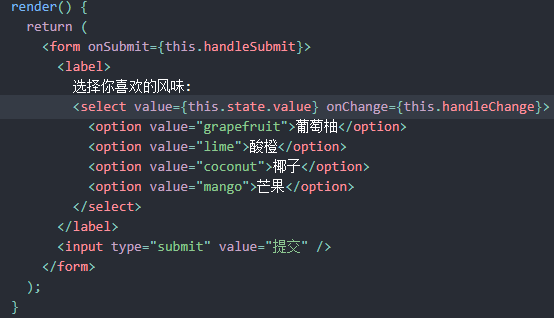 render() {
return (
<form onSubmit={this.handleSubmit}>
<label>
选择你喜欢的风味:
<select value={this.state.value} onChange={this.handleChange}>
<option value="grapefruit">葡萄柚</option>
<option value="lime">酸橙</option>
<option value="coconut">椰子</option>
<option value="mango">芒果</option>
</select>
</label>
<input type="submit" value="提交" />
</form>
);
}